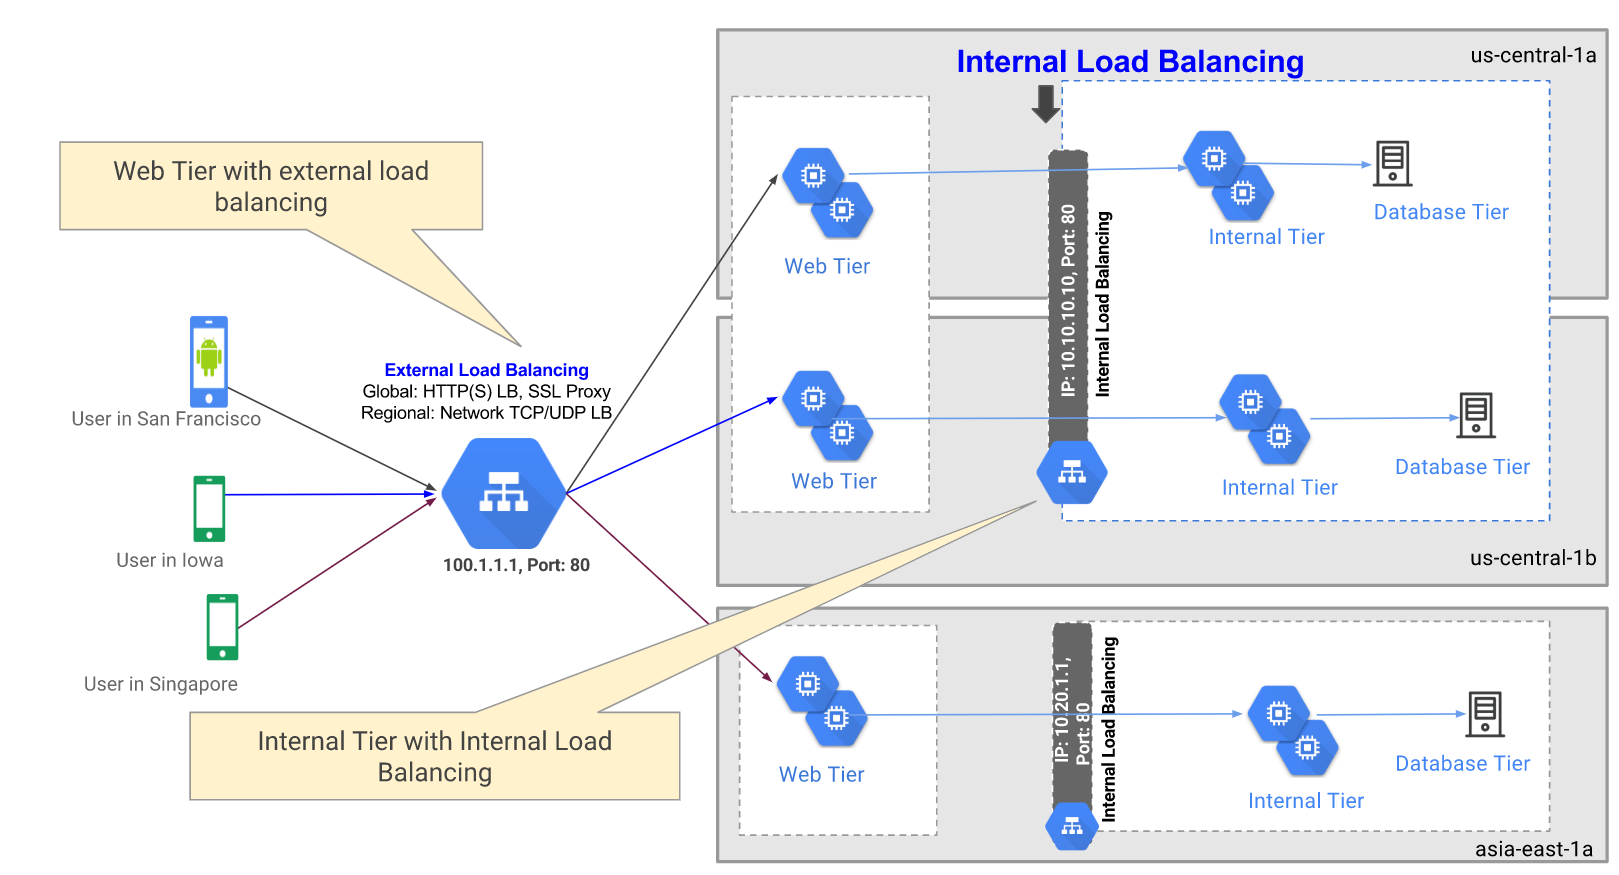 Internal Load Balancing
us-central-1a
Web Tier with external load
balancing
Web Tier
IP: 10.10.10.10, Port: 80
Internal Load Balancing
Internal Tier
Database Tier
User in San Francisco
External Load Balancing
Global: HTTP(S) LB, SSL Proxy
Regional: Network TCP/UDP LB
100.1.1.1, Port: 80
User in Iowa
User in Singapore
Web Tier
Internal Tier
Database Tier
us-central-1b
Internal Tier with Internal Load
Balancing
Web Tier
IP: 10.20.1.1,
Port: 80
Internal Load Balancing
Internal Tier
Database Tier
asia-east-1a